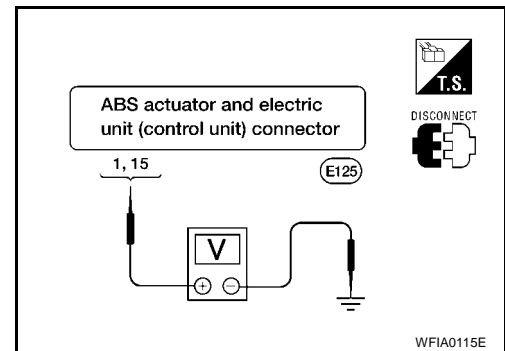 T.S.
DISCONNECT
ABS actuator and electric
unit (control unit) connector
1, 15
E125
V
+ −
WFIA0115E